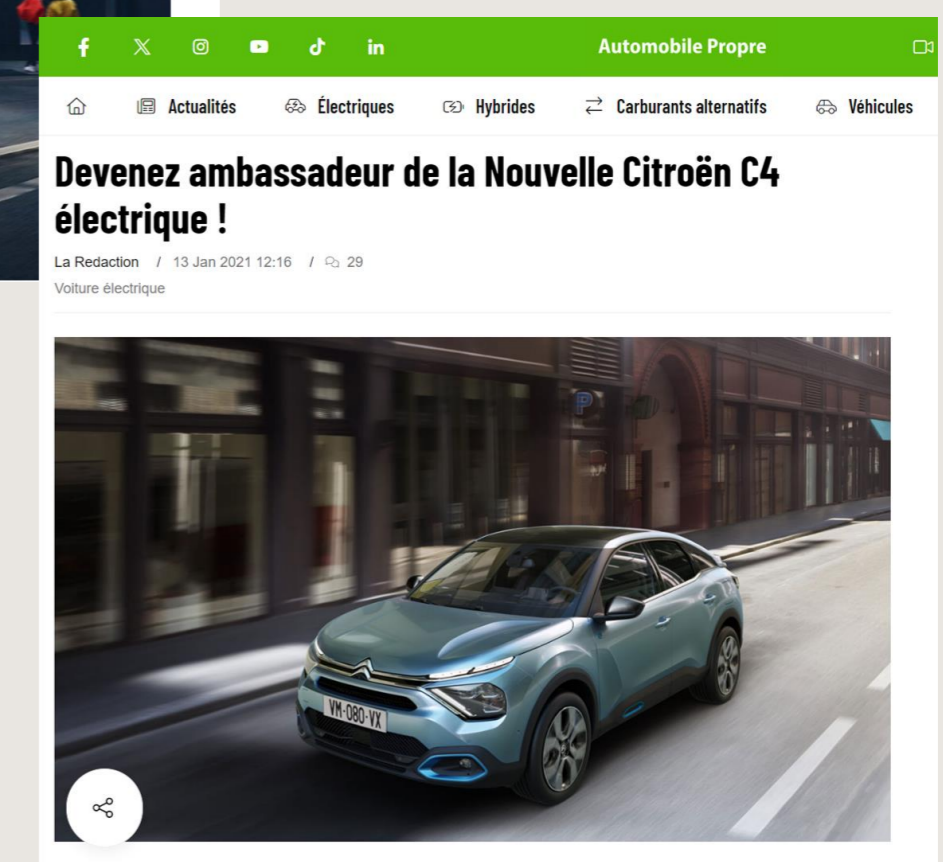 Automobile Propre
Actualités Électriques Hybrides Carburants alternatifs Véhicules
Devenez ambassadeur de la Nouvelle Citroën C4
électrique !
La Redaction / 13 Jan 2021 12:16 / 29
Voiture électrique
P
VM-080-VX